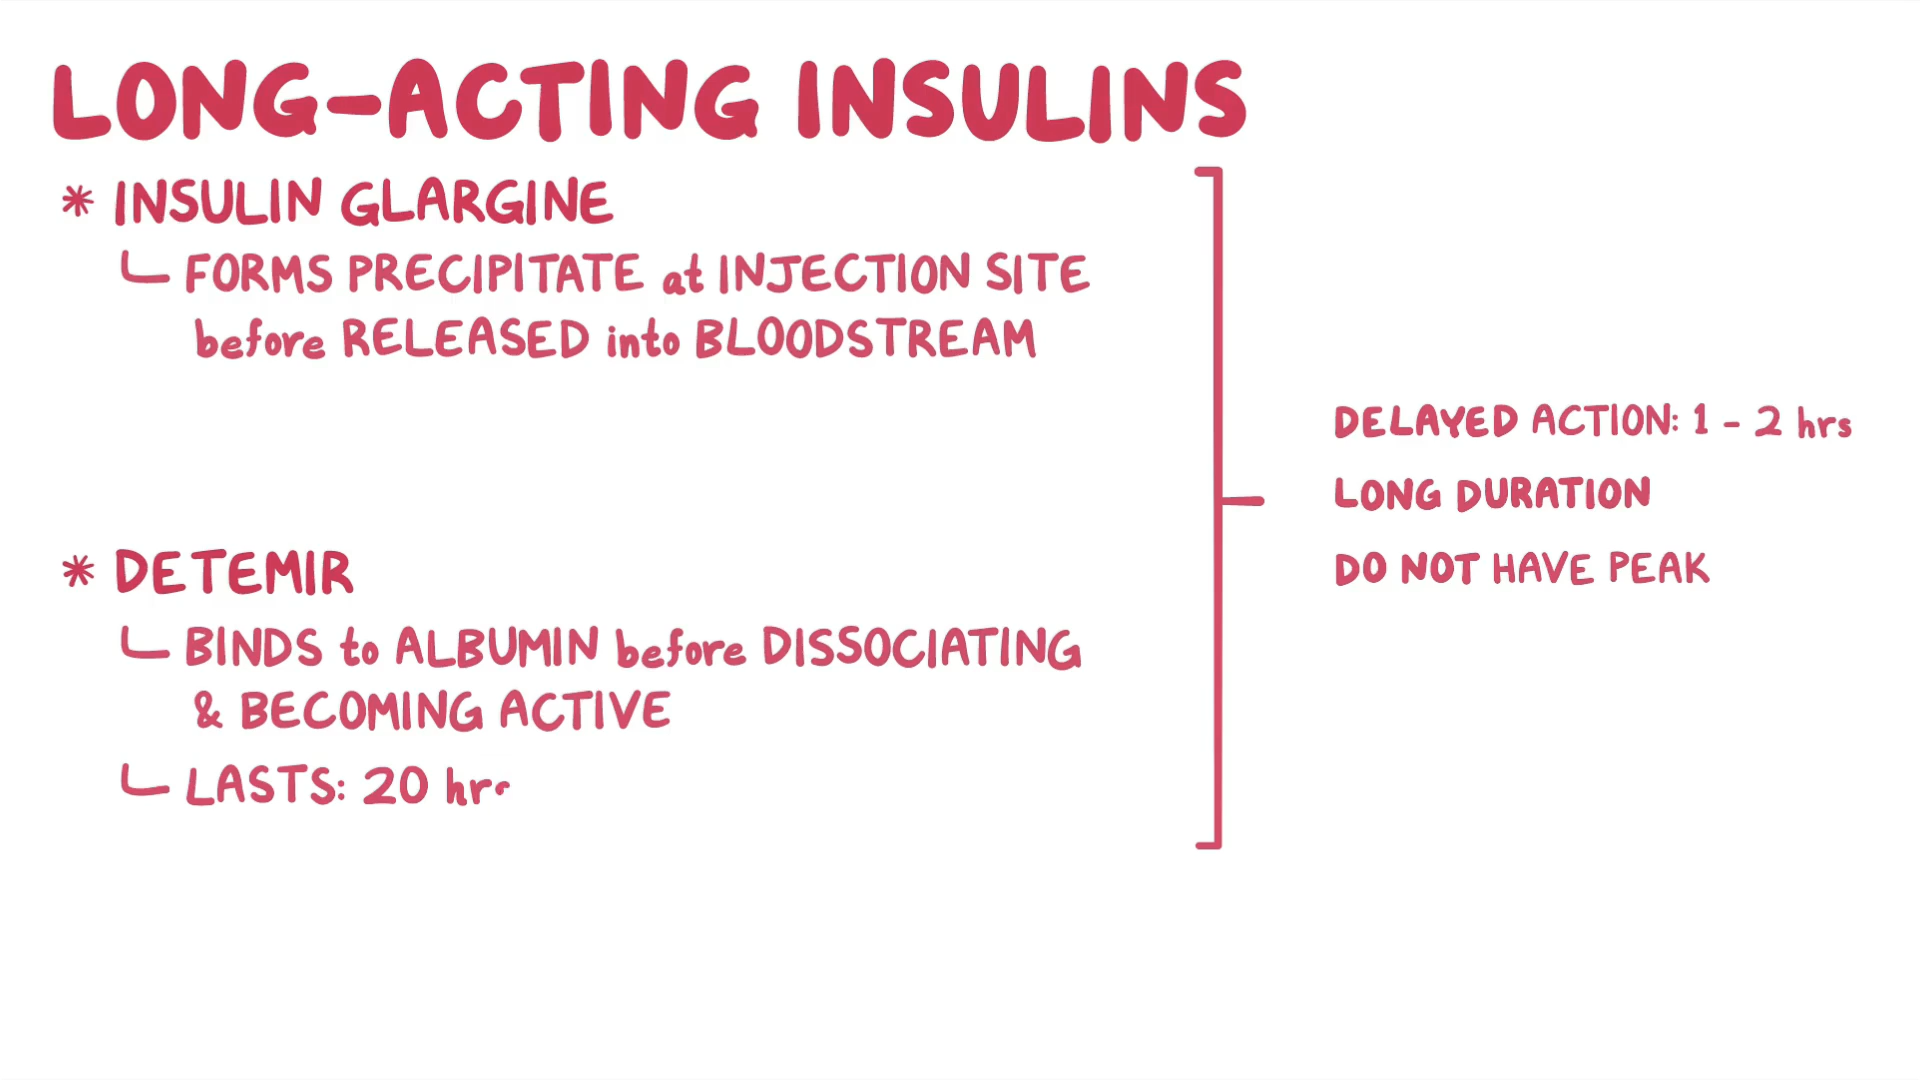 LONG-ACTING INSULINS
* INSULIN GLARGINE
FORMS PRECIPITATE at INJECTION SITE
before RELEASED into BLOODSTREAM
* DETEMIR
BINDS to ALBUMIN before DISSOCIATING
& BECOMING ACTIVE
LASTS: 20
DELAYED ACTION: 1 - 2 hrs
LONG DURATION
DO NOT HAVE PEAK